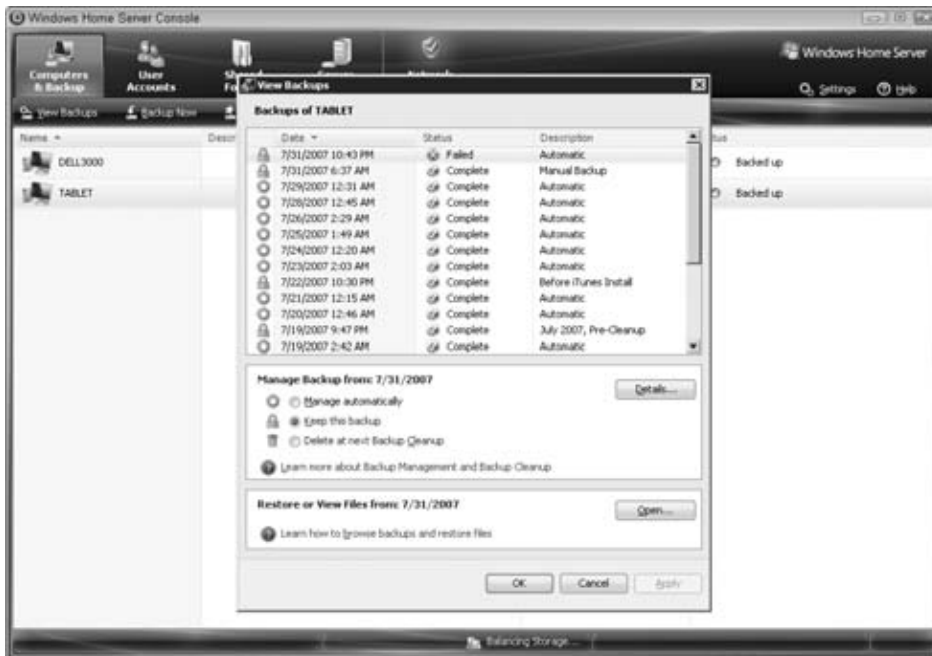 Windows Home Server Console
Computers & Backup
User Accounts
Windows Home Server
Settings
Help
View Backups
Backup Now
Name
DELL3000
Backed up
TABLET
Backed up
View Backups
Backups of TABLET
Date Status Description
7/31/2007 10:43 PM Failed Automatic
7/31/2007 6:37 AM Complete Manual Backup
7/29/2007 12:31 AM Complete Automatic
7/28/2007 12:45 AM Complete Automatic
7/26/2007 2:29 AM Complete Automatic
7/25/2007 1:49 AM Complete Automatic
7/24/2007 12:20 AM Complete Automatic
7/23/2007 2:03 AM Complete Automatic
7/22/2007 10:30 PM Complete Before iTunes Install
7/21/2007 12:15 AM Complete Automatic
7/20/2007 12:46 AM Complete Automatic
7/19/2007 9:47 PM Complete July 2007, Pre-Cleanup
7/19/2007 2:42 AM Complete Automatic
Manage Backup from: 7/31/2007
Details...
Manage automatically
Keep this backup
Delete at next Backup Cleanup
Learn more about Backup Management and Backup Cleanup
Restore or View Files from: 7/31/2007
Open...
Learn how to browse backups and restore files
OK
Cancel
Apply
Balancing Storage...